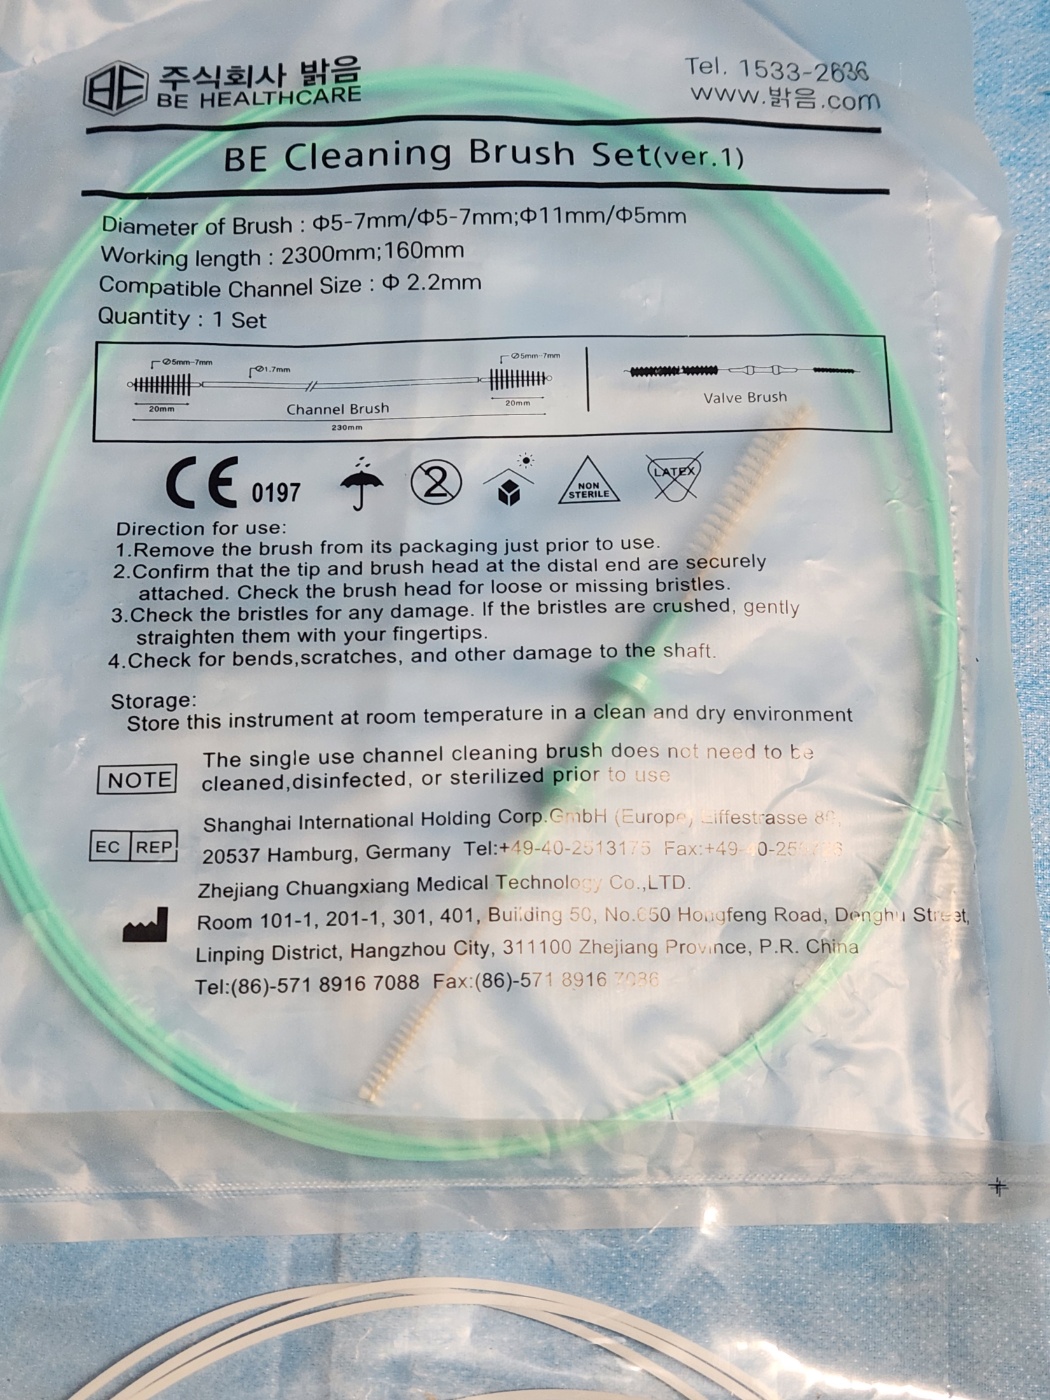 BE 주식회사 밝음
BE HEALTHCARE
Tel. 1533-2636
www.밝음.com
BE Cleaning Brush Set(ver.1)
Diameter of Brush : Φ5-7mm/Φ5-7mm;Φ11mm/Φ5mm
Working length : 2300mm;160mm
Compatible Channel Size : Φ 2.2mm
Quantity : 1 Set
Ø5mm-7mm
Ø1.7mm
Ø5mm-7mm
20mm
Channel Brush
20mm
230mm
Valve Brush
CE 0197
2
NON
STERILE
LATEX
Direction for use:
1.Remove the brush from its packaging just prior to use.
2.Confirm that the tip and brush head at the distal end are securely
attached. Check the brush head for loose or missing bristles.
3.Check the bristles for any damage. If the bristles are crushed, gently
straighten them with your fingertips.
4.Check for bends,scratches, and other damage to the shaft.
Storage:
Store this instrument at room temperature in a clean and dry environment
NOTE
The single use channel cleaning brush does not need to be
cleaned,disinfected, or sterilized prior to use
EC REP
Shanghai International Holding Corp.GmbH (Europe)
20537 Hamburg, Germany Tel:+49-40-2513175 Fax:
Zhejiang Chuangxiang Medical Technology Co.,LTD.
Room 101-1, 201-1, 301, 401, Building 50, No.650 Hongfeng Road, Donghu Street,
Linping District, Hangzhou City, 311100 Zhejiang Province, P.R. China
Tel:(86)-571 8916 7088 Fax:(86)-571 8916